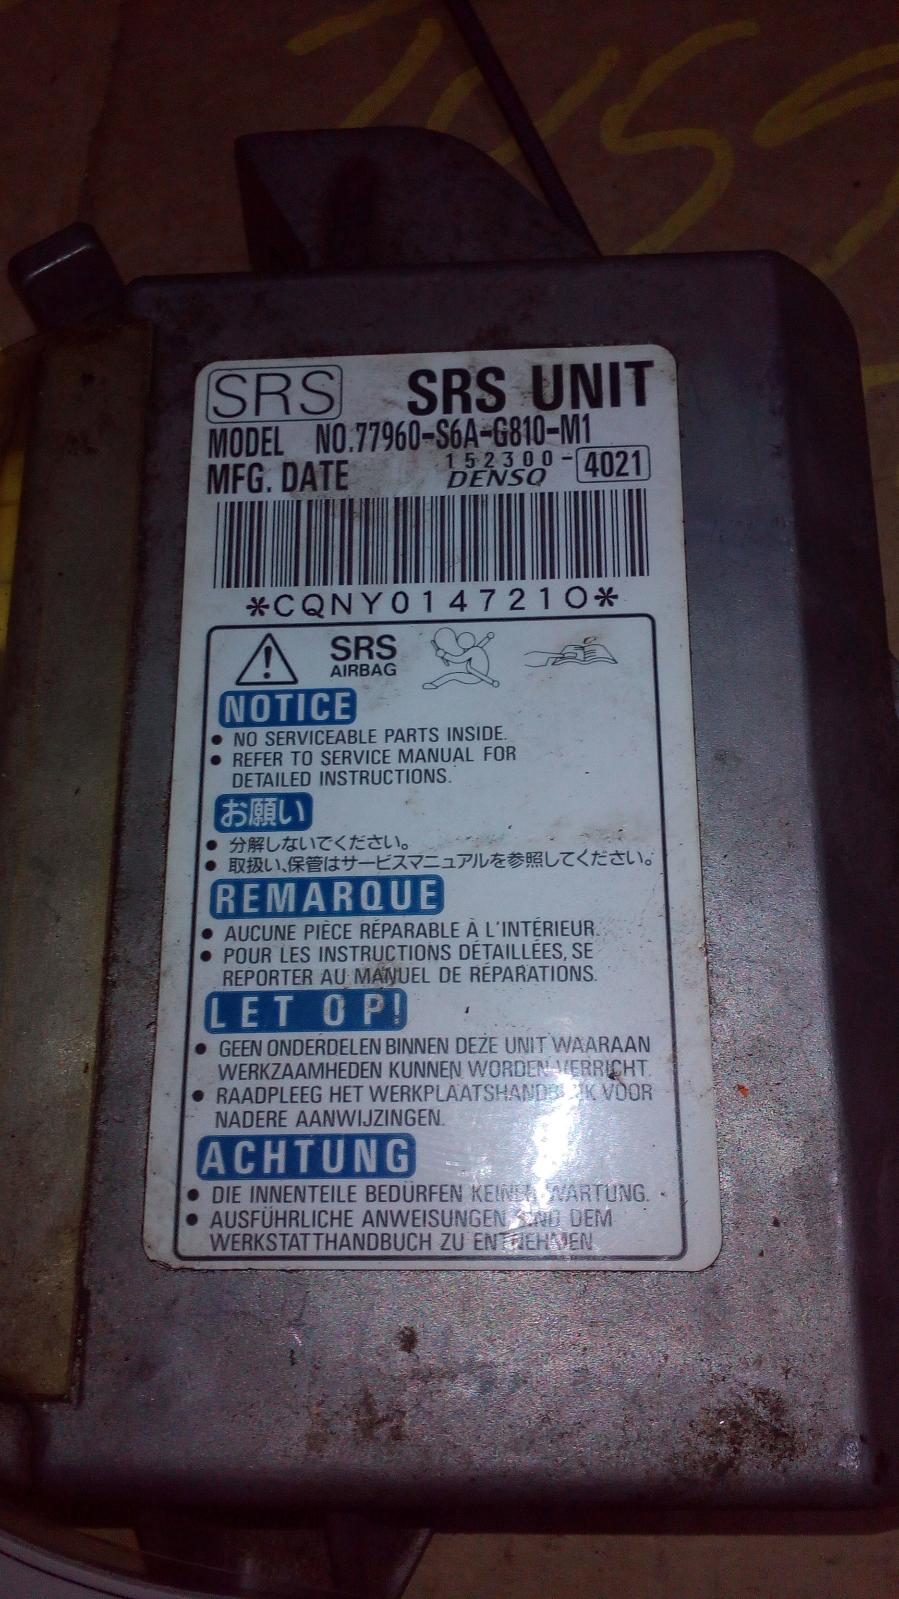 SRS SRS UNIT
MODEL NO.77960-S6A-G810-M1
152300-4021
MFG. DATE DENSO
*CQNY0147210*
SRS
AIRBAG
NOTICE
● NO SERVICEABLE PARTS INSIDE.
● REFER TO SERVICE MANUAL FOR
DETAILED INSTRUCTIONS.
お願い
● 分解しないでください。
● 取扱い、保管はサービスマニュアルを参照してください。
REMARQUE
● AUCUNE PIÈCE RÉPARABLE À L'INTÉRIEUR.
● POUR LES INSTRUCTIONS DÉTAILLÉES, SE
REPORTER AU MANUEL DE RÉPARATIONS.
LET OP!
● GEEN ONDERDELEN BINNEN DEZE UNIT WAARAAN
WERKZAAMHEDEN KUNNEN WORDEN VERRICHT.
● RAADPLEEG HET WERKPLAATSHANDBOEK VOOR
NADERE AANWIJZINGEN.
ACHTUNG
● DIE INNENTEILE BEDÜRFEN KEINER WARTUNG.
● AUSFÜHRLICHE ANWEISUNGEN SIND DEM
WERKSTATTHANDBUCH ZU ENTNEHMEN